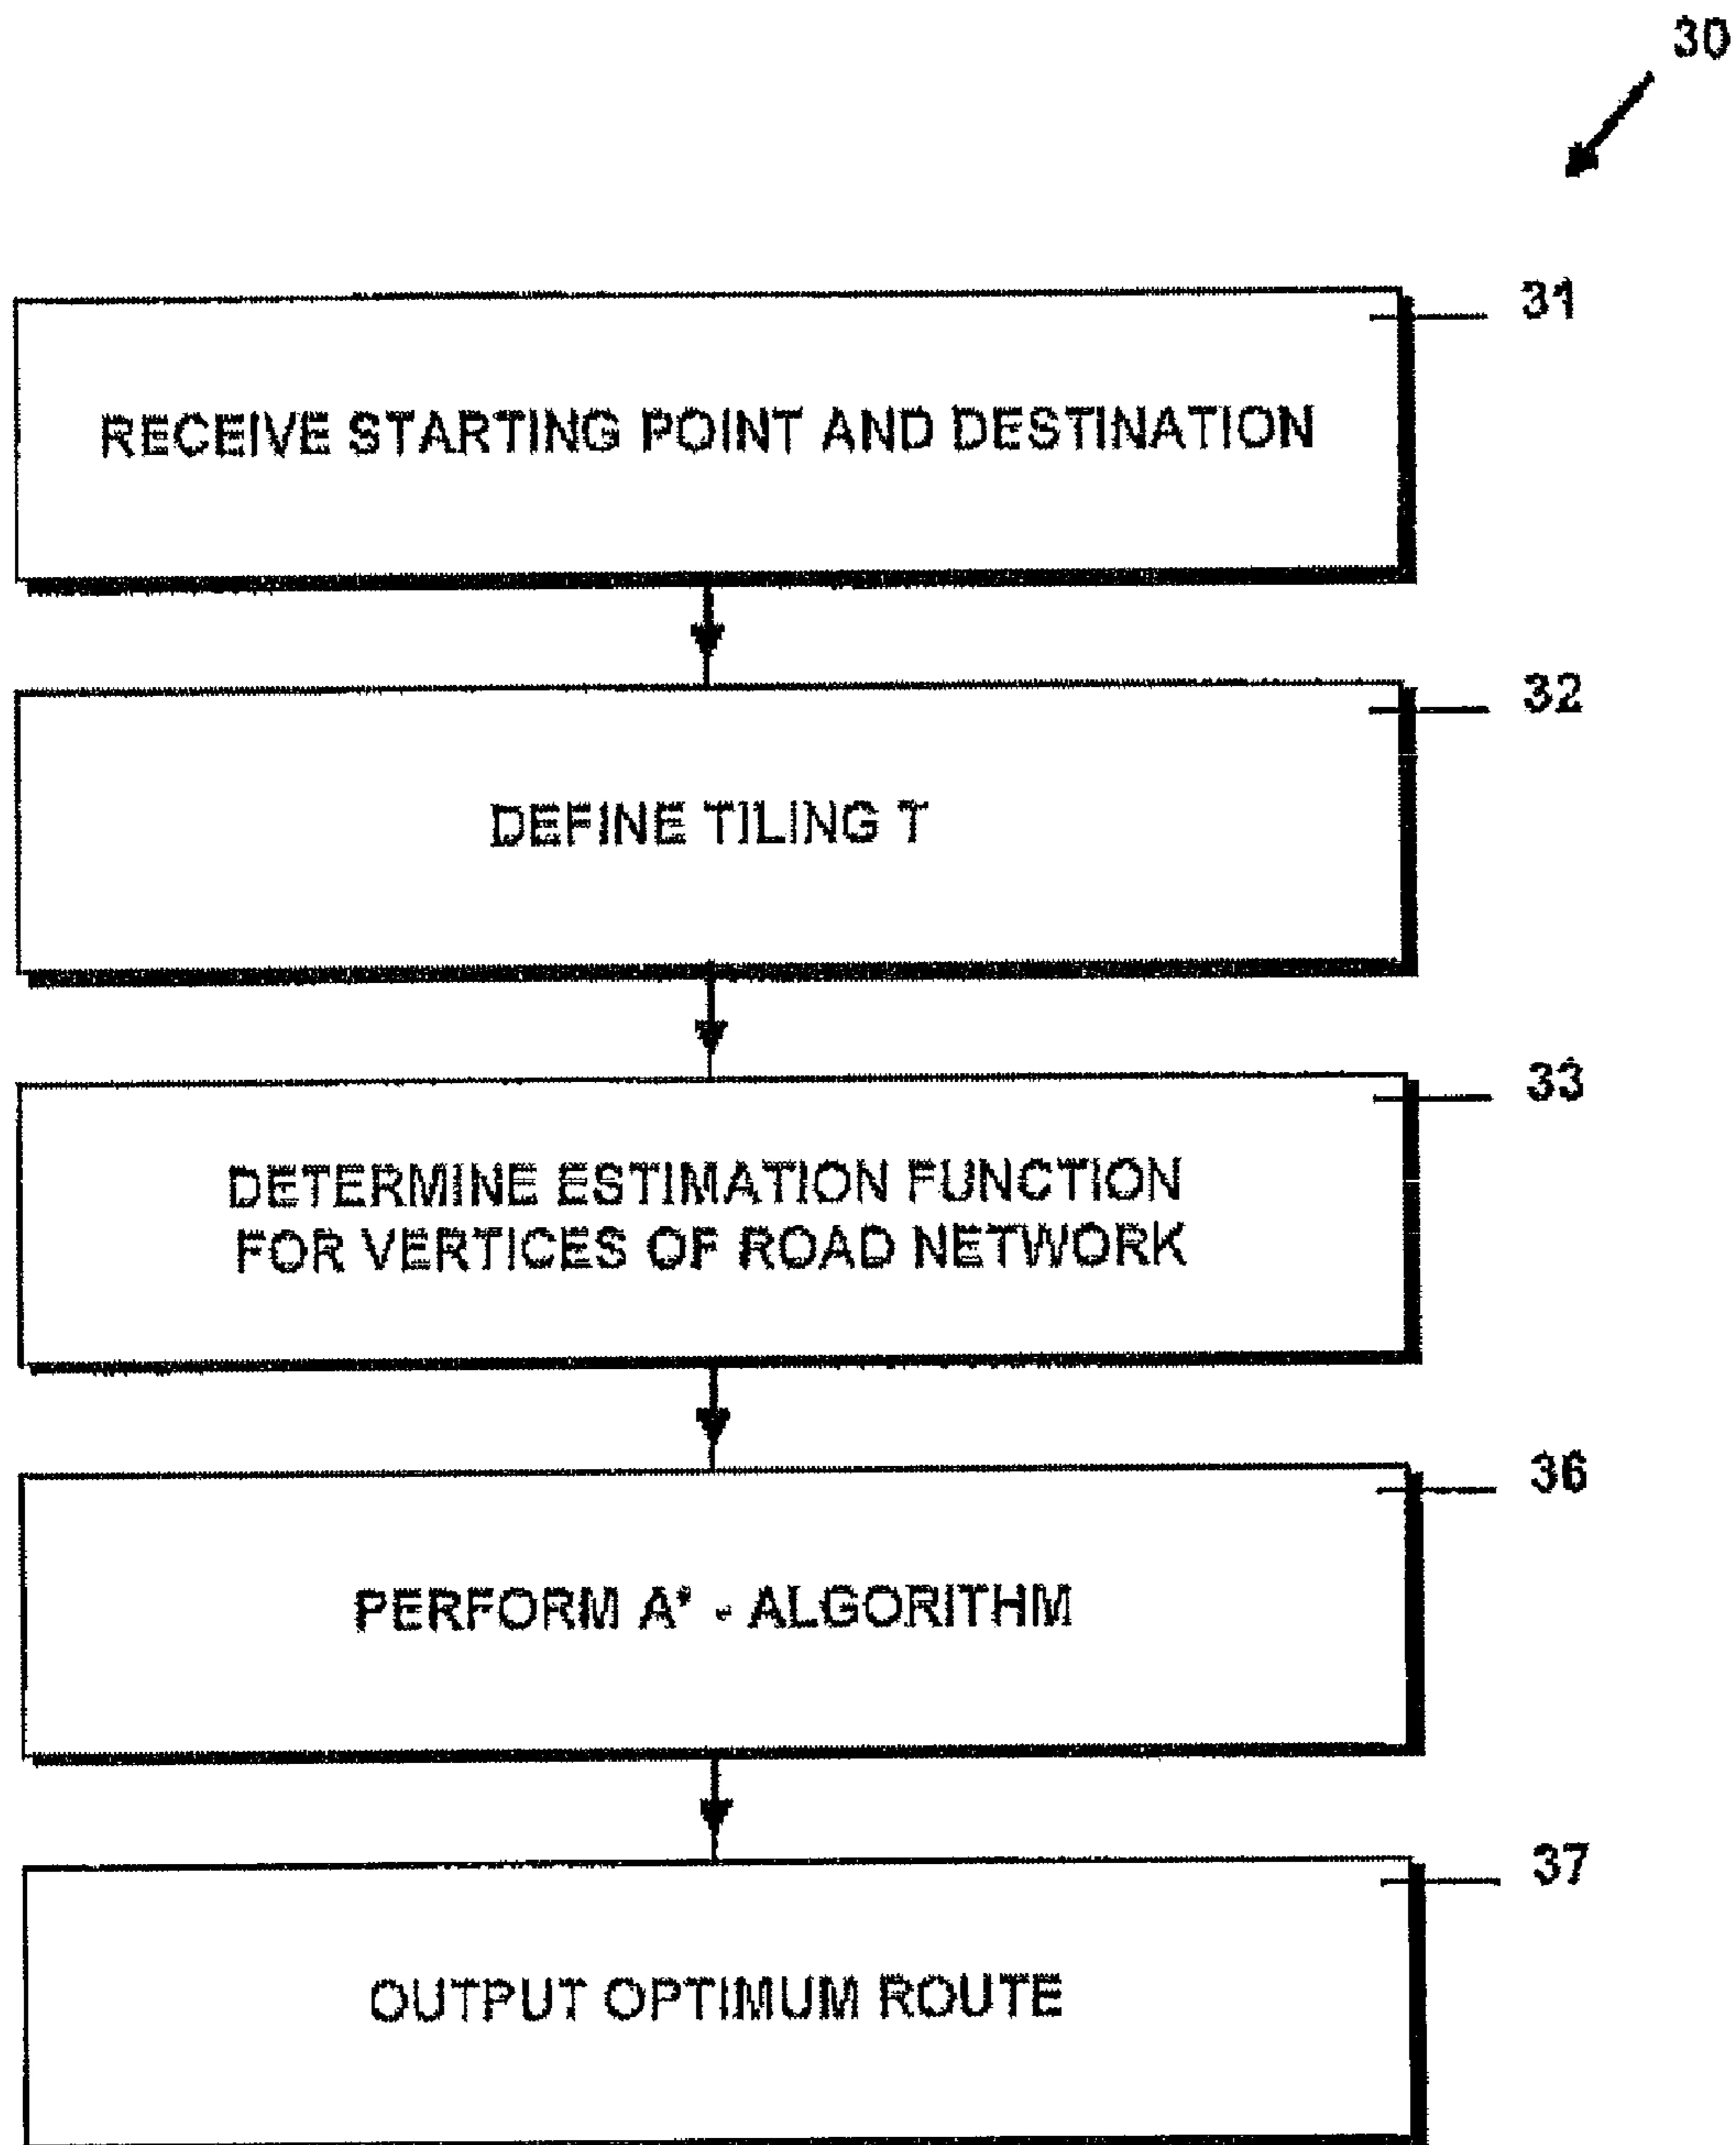 30
31
RECEIVE STARTING POINT AND DESTINATION
32
DEFINE TILING T
33
DETERMINE ESTIMATION FUNCTION
FOR VERTICES OF ROAD NETWORK
36
PERFORM A* - ALGORITHM
37
OUTPUT OPTIMUM ROUTE